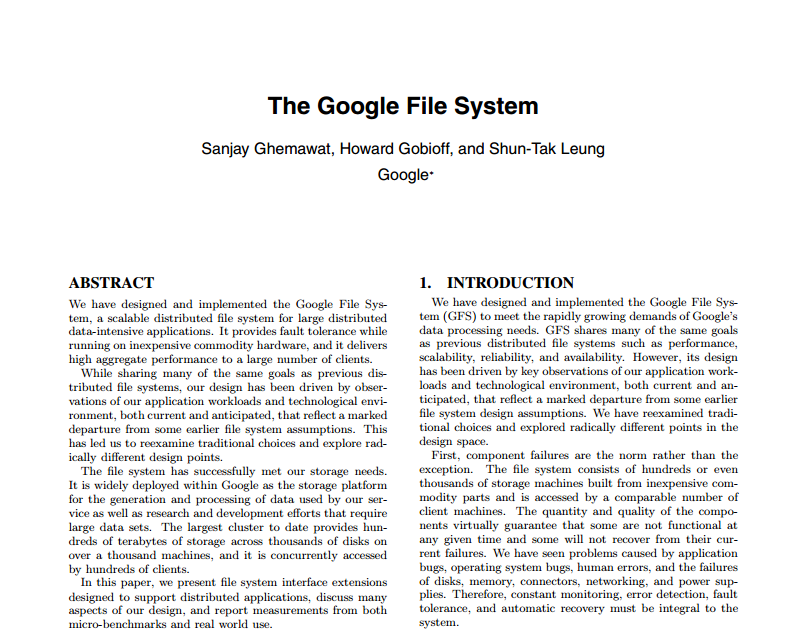 The Google File System
Sanjay Ghemawat, Howard Gobioff, and Shun-Tak Leung
Google*
ABSTRACT
We have designed and implemented the Google File Sys-
tem, a scalable distributed file system for large distributed
data-intensive applications. It provides fault tolerance while
running on inexpensive commodity hardware, and it delivers
high aggregate performance to a large number of clients.
While sharing many of the same goals as previous dis-
tributed file systems, our design has been driven by obser-
vations of our application workloads and technological envi-
ronment, both current and anticipated, that reflect a marked
departure from some earlier file system assumptions. This
has led us to reexamine traditional choices and explore rad-
ically different design points.
The file system has successfully met our storage needs.
It is widely deployed within Google as the storage platform
for the generation and processing of data used by our ser-
vice as well as research and development efforts that require
large data sets. The largest cluster to date provides hun-
dreds of terabytes of storage across thousands of disks on
over a thousand machines, and it is concurrently accessed
by hundreds of clients.
In this paper, we present file system interface extensions
designed to support distributed applications, discuss many
aspects of our design, and report measurements from both
micro-benchmarks and real world use.
1. INTRODUCTION
We have designed and implemented the Google File Sys-
tem (GFS) to meet the rapidly growing demands of Google's
data processing needs. GFS shares many of the same goals
as previous distributed file systems such as performance,
scalability, reliability, and availability. However, its design
has been driven by key observations of our application work-
loads and technological environment, both current and an-
ticipated, that reflect a marked departure from some earlier
file system design assumptions. We have reexamined tradi-
tional choices and explored radically different points in the
design space.
First, component failures are the norm rather than the
exception. The file system consists of hundreds or even
thousands of storage machines built from inexpensive com-
modity parts and is accessed by a comparable number of
client machines. The quantity and quality of the compo-
nents virtually guarantee that some are not functional at
any given time and some will not recover from their cur-
rent failures. We have seen problems caused by application
bugs, operating system bugs, human errors, and the failures
of disks, memory, connectors, networking, and power sup-
plies. Therefore, constant monitoring, error detection, fault
tolerance, and automatic recovery must be integral to the
system.